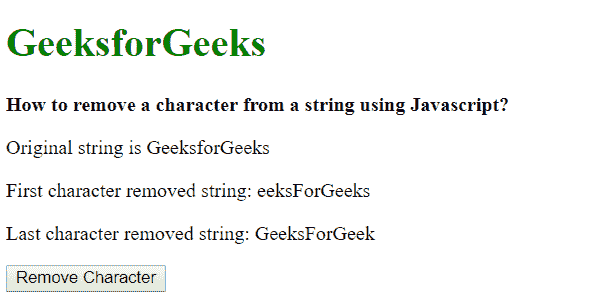 GeeksforGeeks
How to remove a character from a string using Javascript?
Original string is GeeksforGeeks
First character removed string: eeksForGeeks
Last character removed string: GeeksForGeek
Remove Character